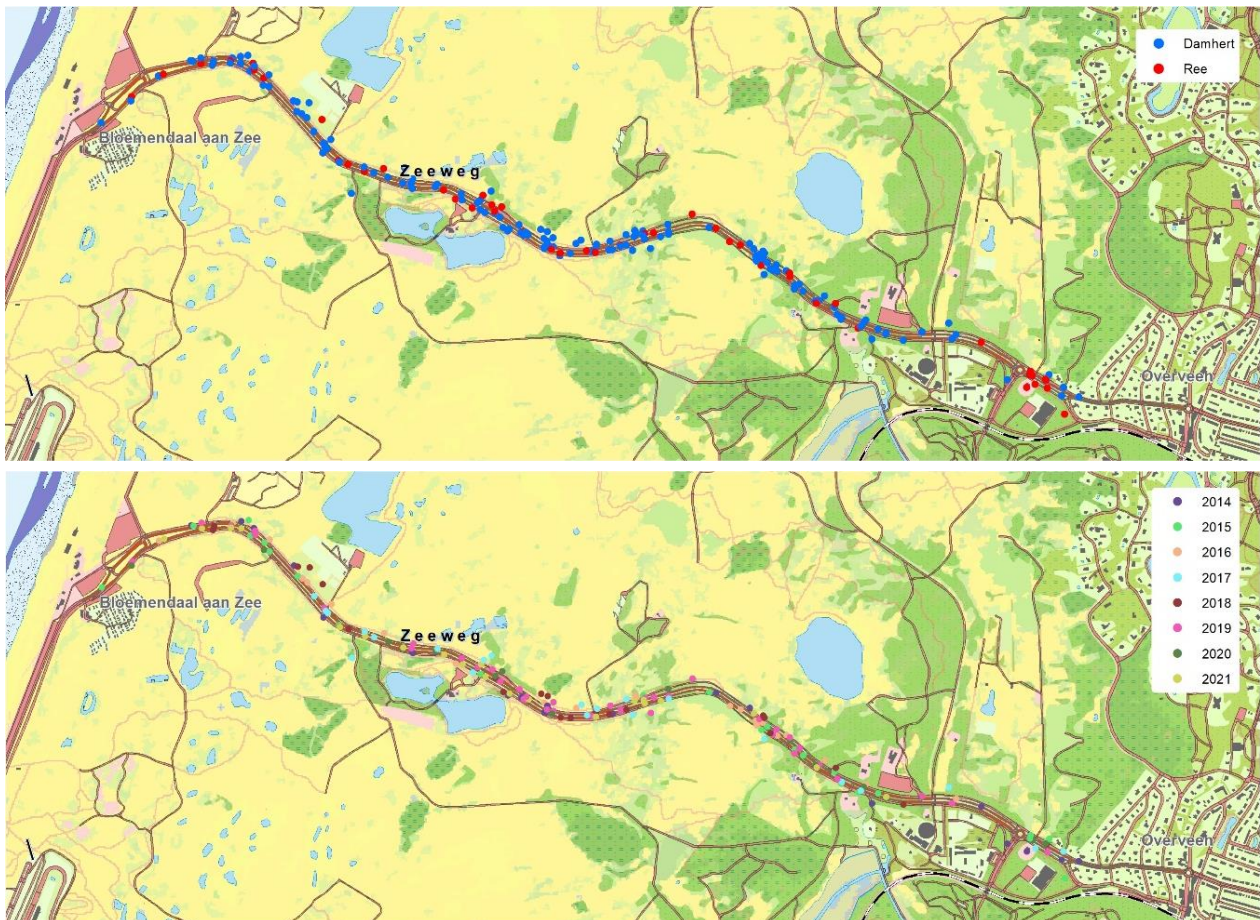 Damhert
Ree
Bloemendaal aan Zee
Zeeweg
Overveen
2014
2015
2016
2017
2018
2019
2020
2021
Bloemendaal aan Zee
Zeeweg
Overveen